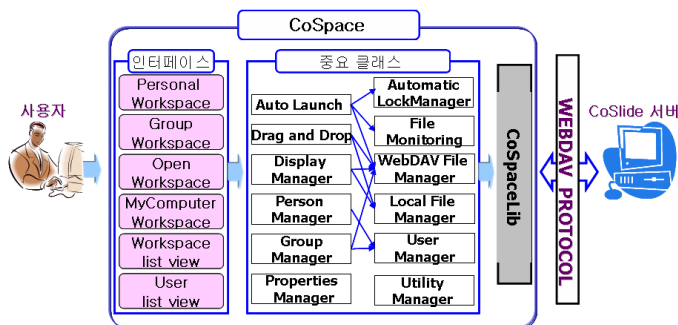 CoSpace
인터페이스
중요 클래스
사용자
Personal
Workspace
Group
Workspace
Open
Workspace
MyComputer
Workspace
Workspace
list view
User
list view
Auto Launch
Drag and Drop
Display
Manager
Person
Manager
Group
Manager
Properties
Manager
Automatic
LockManager
File
Monitoring
WebDAV File
Manager
Local File
Manager
User
Manager
Utility
Manager
CoSpaceLib
WEBDAV PROTOCOL
CoSlide 서버